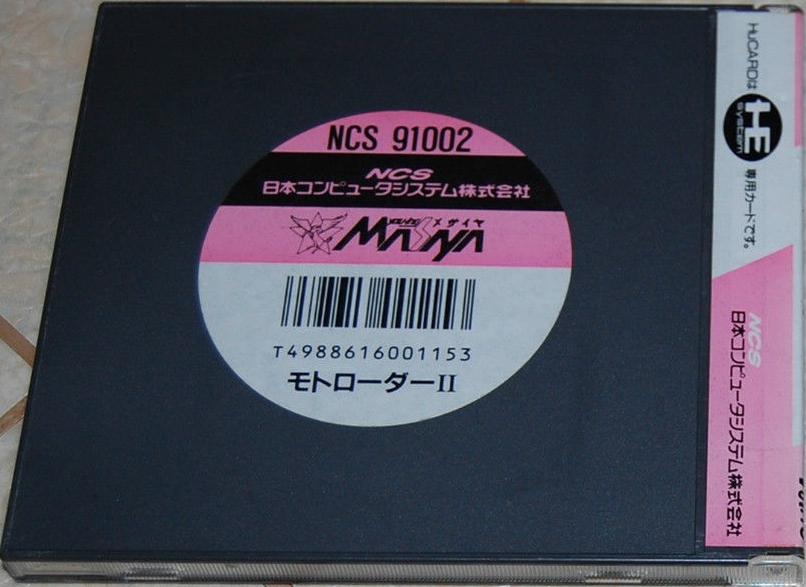 NCS 91002
NCS
日本コンピュータシステム株式会社
メサイヤ
MASAYA
T4988616001153
モトローダーII
HuCARDは
HE
SYSTEM
専用カードです。
NCS
日本コンピュータシステム株式会社